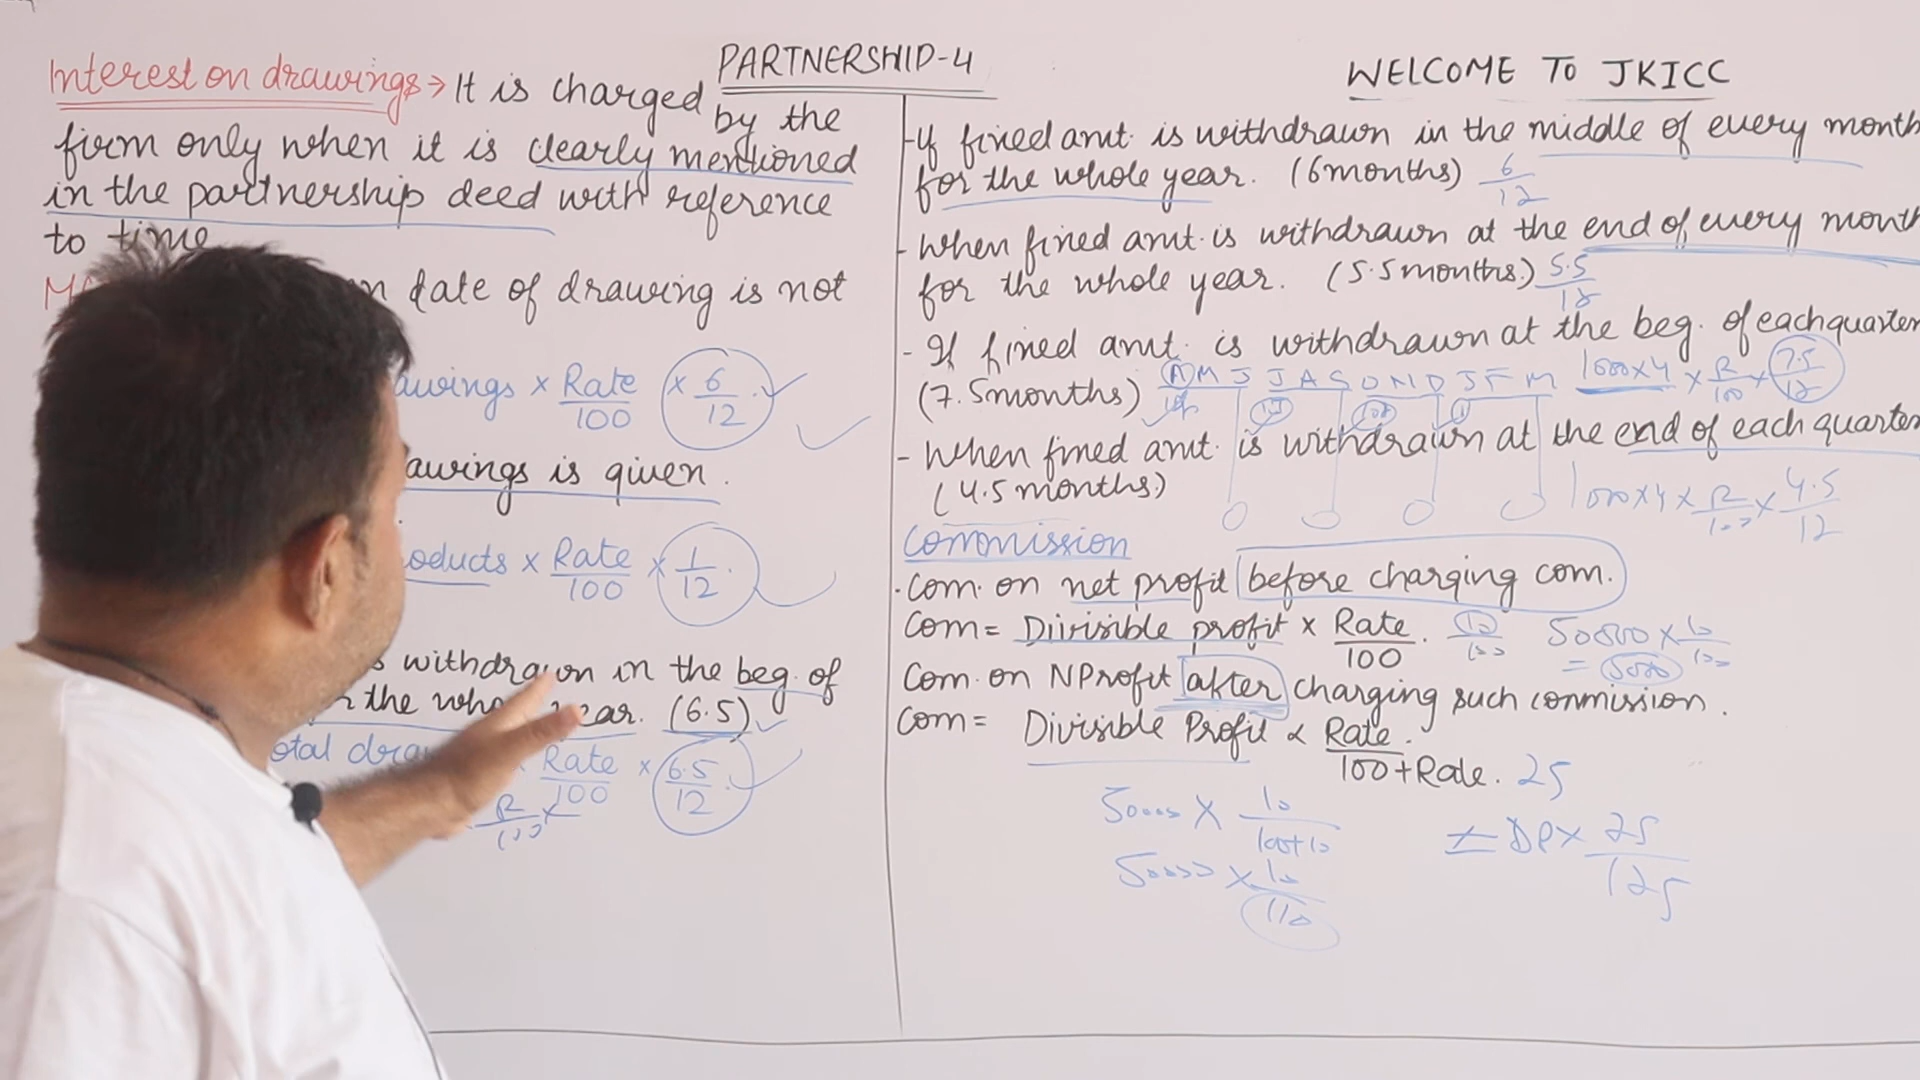 PARTNERSHIP-4
WELCOME TO JKICC
Interest on drawings → It is charged
by the
firm only when it is clearly mentioned
in the partnership deed with reference
to time
date of drawing is not
awings × Rate/100 × 6/12
awings is given.
oducts × Rate/100 × 1/12.
withdrawn in the beg. of
the who ear. (6.5)
otal dra Rate/100 × 6.5/12
R/100 ×
- If fixed amt. is withdrawn in the middle of every month
for the whole year. (6 months) 6/12
- When fixed amt. is withdrawn at the end of every month
for the whole year. (5.5 months.) 5.5/12
- If fixed amt. is withdrawn at the beg. of each quarter
(7.5 months) A M J J A S O N D J F M 1000×4 × R/100 × 7.5/12
- When fixed amt. is withdrawn at the end of each quarter
(4.5 months.) 1000×4 × R/100 × 4.5/12
Commission
. Com. on net profit before charging com.
Com = Divisible profit × Rate/100. 10/100 50000 × 10/100
= 5000
Com. on NProfit after charging such commission.
Com = Divisible Profit × Rate/100+Rate. 25
50000 × 10/100+10
= DP × 25/125
50000 × 10/110